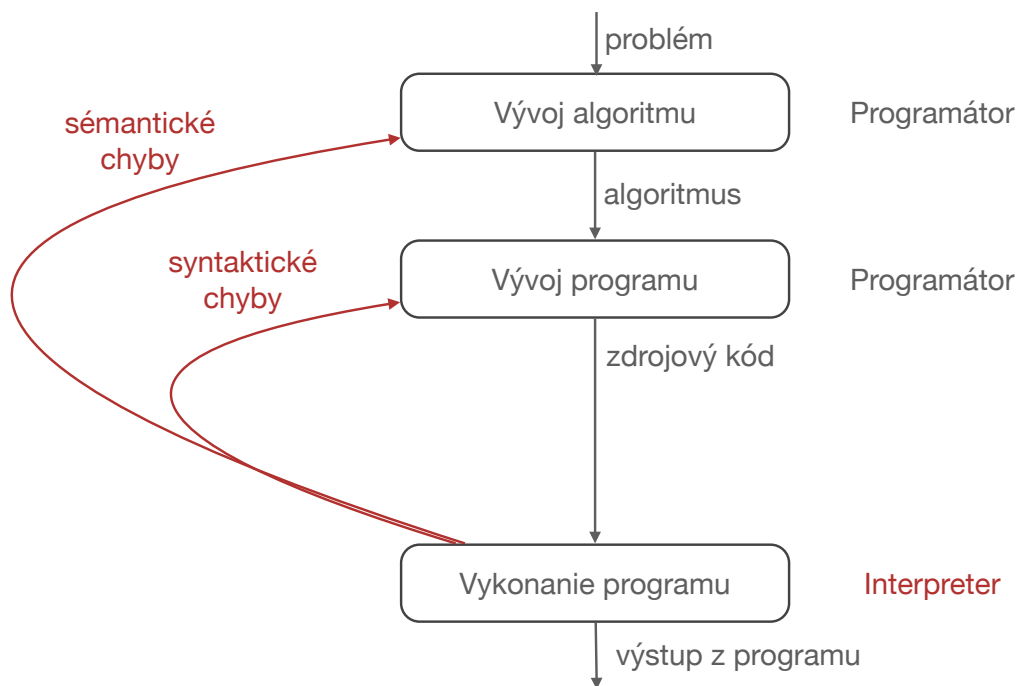 problém
Vývoj algoritmu
Programátor
sémantické
chyby
algoritmus
syntaktické
chyby
Vývoj programu
Programátor
zdrojový kód
Vykonanie programu
Interpreter
výstup z programu